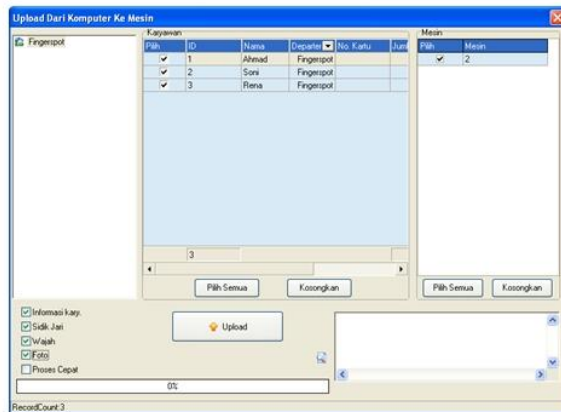 Upload Dari Komputer Ke Mesin
Fingerspot
Karyawan
Pilih ID Nama Departer No. Kartu Juml
1 Ahmad Fingerspot
2 Soni Fingerspot
3 Rena Fingerspot
3
Pilih Semua Kosongkan
Mesin
Pilih Mesin
2
Pilih Semua Kosongkan
Informasi kary.
Sidik Jari
Wajah
Foto
Proses Cepat
Upload
0%
RecordCount:3